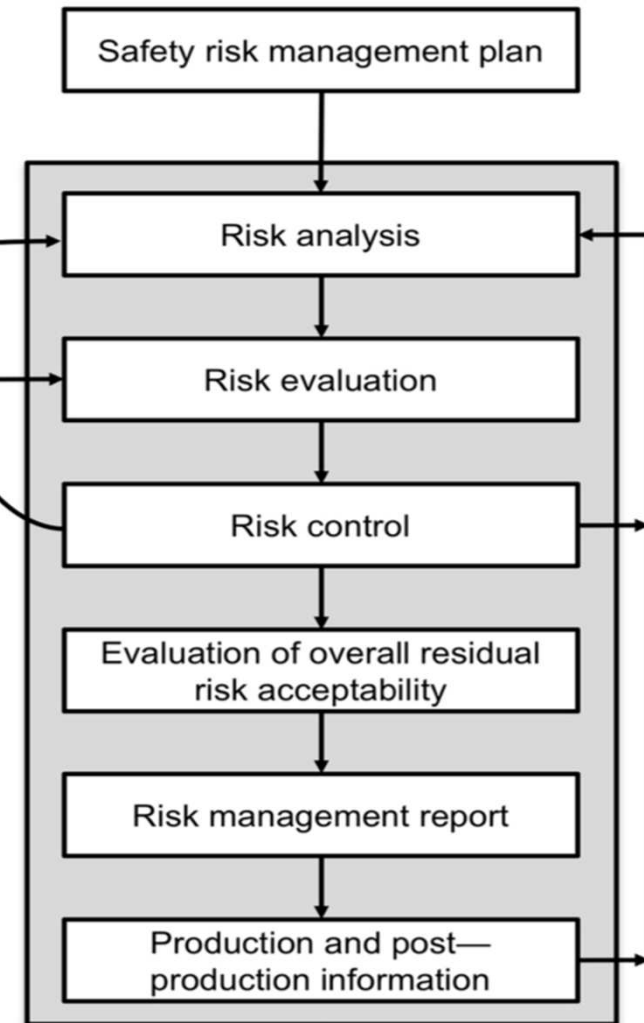 Safety risk management plan
Risk analysis
Risk evaluation
Risk control
Evaluation of overall residual
risk acceptability
Risk management report
Production and post—
production information